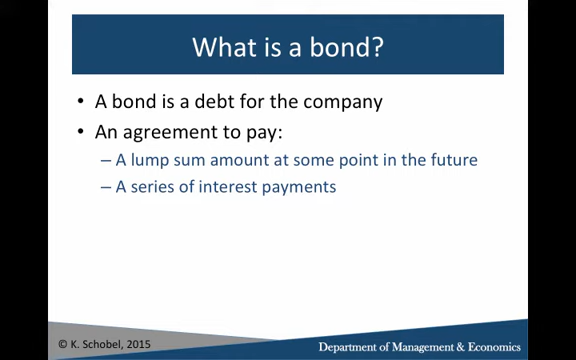 What is a bond?
• A bond is a debt for the company
• An agreement to pay:
– A lump sum amount at some point in the future
– A series of interest payments
© K. Schobel, 2015
Department of Management & Economics